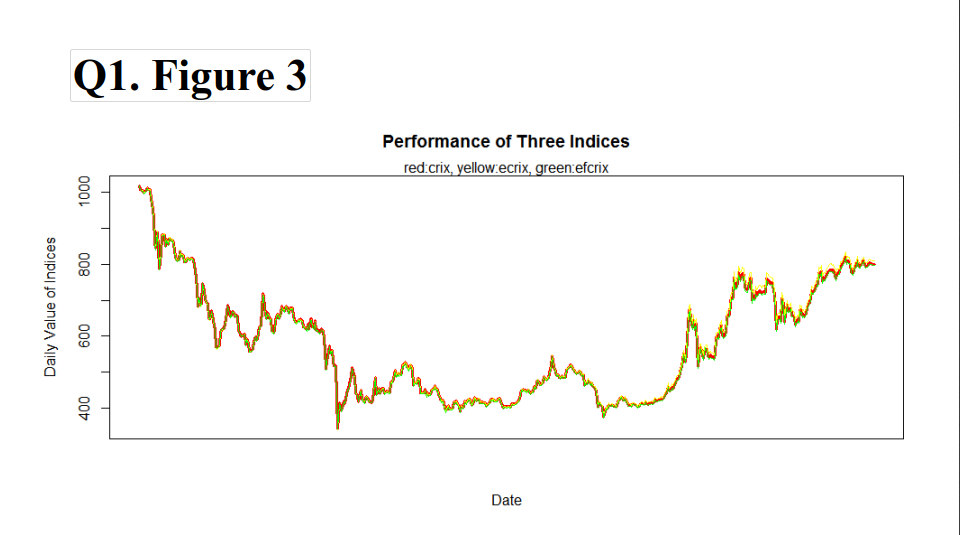 Q1. Figure 3
Performance of Three Indices
red:crix, yellow:ecrix, green:efcrix
Daily Value of Indices
1000
800
600
400
Date